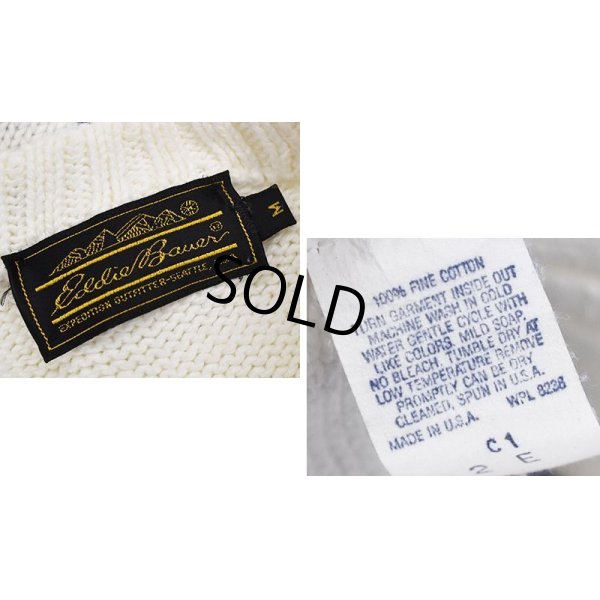 Eddie Bauer
EXPEDITION OUTFITTER-SEATTLE,
M
SOLD
100% FINE COTTON
TURN GARMENT INSIDE OUT
MACHINE WASH IN COLD
WATER GENTLE CYCLE WITH
LIKE COLORS. MILD SOAP.
NO BLEACH. TUMBLE DRY AT
LOW TEMPERATURE REMOVE
PROMPTLY CAN BE DRY
CLEANED, SPUN IN U.S.A.
MADE IN U.S.A. WPL 8238
C1
2 E